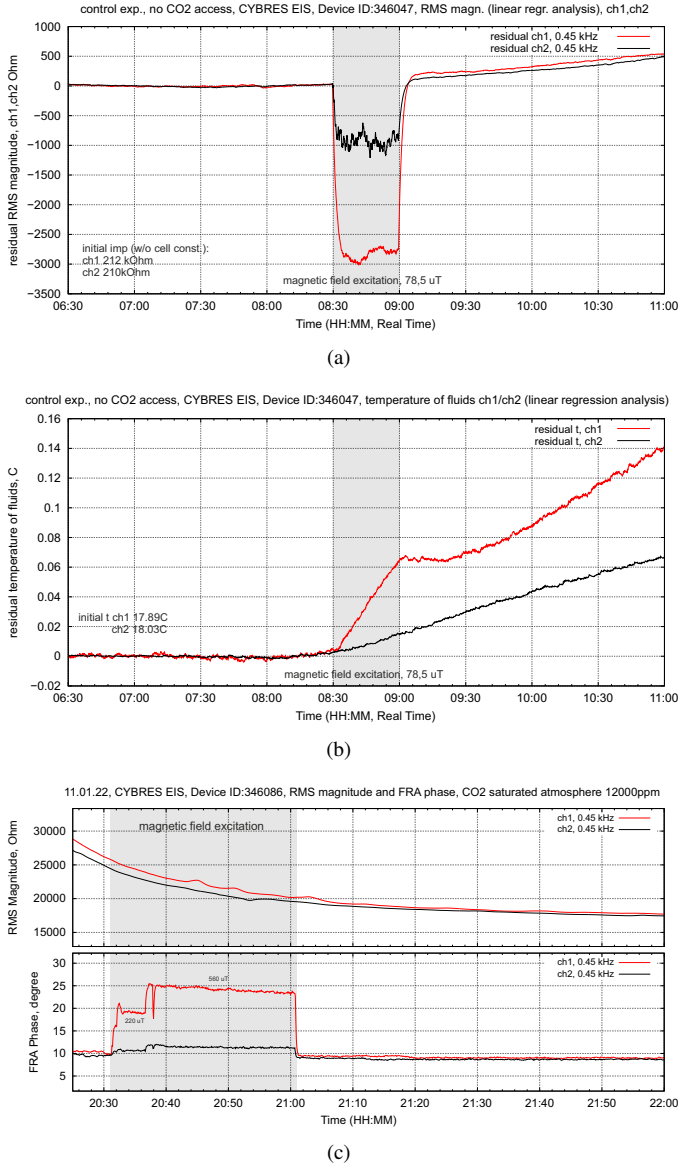 control exp., no CO2 access, CYBRES EIS, Device ID:346047, RMS magn. (linear regr. analysis), ch1,ch2
residual RMS magnitude, ch1,ch2 Ohm
1000
500
0
−500
−1000
−1500
−2000
−2500
−3000
−3500
residual ch1, 0.45 kHz
residual ch2, 0.45 kHz
initial imp (w/o cell const.):
ch1 212 kOhm
ch2 210kOhm
magnetic field excitation, 78,5 uT
06:30 07:00 07:30 08:00 08:30 09:00 09:30 10:00 10:30 11:00
Time (HH:MM, Real Time)
(a)
control exp., no CO2 access, CYBRES EIS, Device ID:346047, temperature of fluids ch1/ch2 (linear regression analysis)
residual temperature of fluids, C
0.16
0.14
0.12
0.1
0.08
0.06
0.04
0.02
0
−0.02
residual t, ch1
residual t, ch2
initial t ch1 17.89C
ch2 18.03C
magnetic field excitation, 78,5 uT
06:30 07:00 07:30 08:00 08:30 09:00 09:30 10:00 10:30 11:00
Time (HH:MM, Real Time)
(b)
11.01.22, CYBRES EIS, Device ID:346086, RMS magnitude and FRA phase, CO2 saturated atmosphere 12000ppm
RMS Magnitude, Ohm
30000
25000
20000
15000
magnetic field excitation
ch1, 0.45 kHz
ch2, 0.45 kHz
FRA Phase, degree
30
25
20
15
10
5
220 uT
560 uT
ch1, 0.45 kHz
ch2, 0.45 kHz
20:30 20:40 20:50 21:00 21:10 21:20 21:30 21:40 21:50 22:00
Time (HH:MM)
(c)